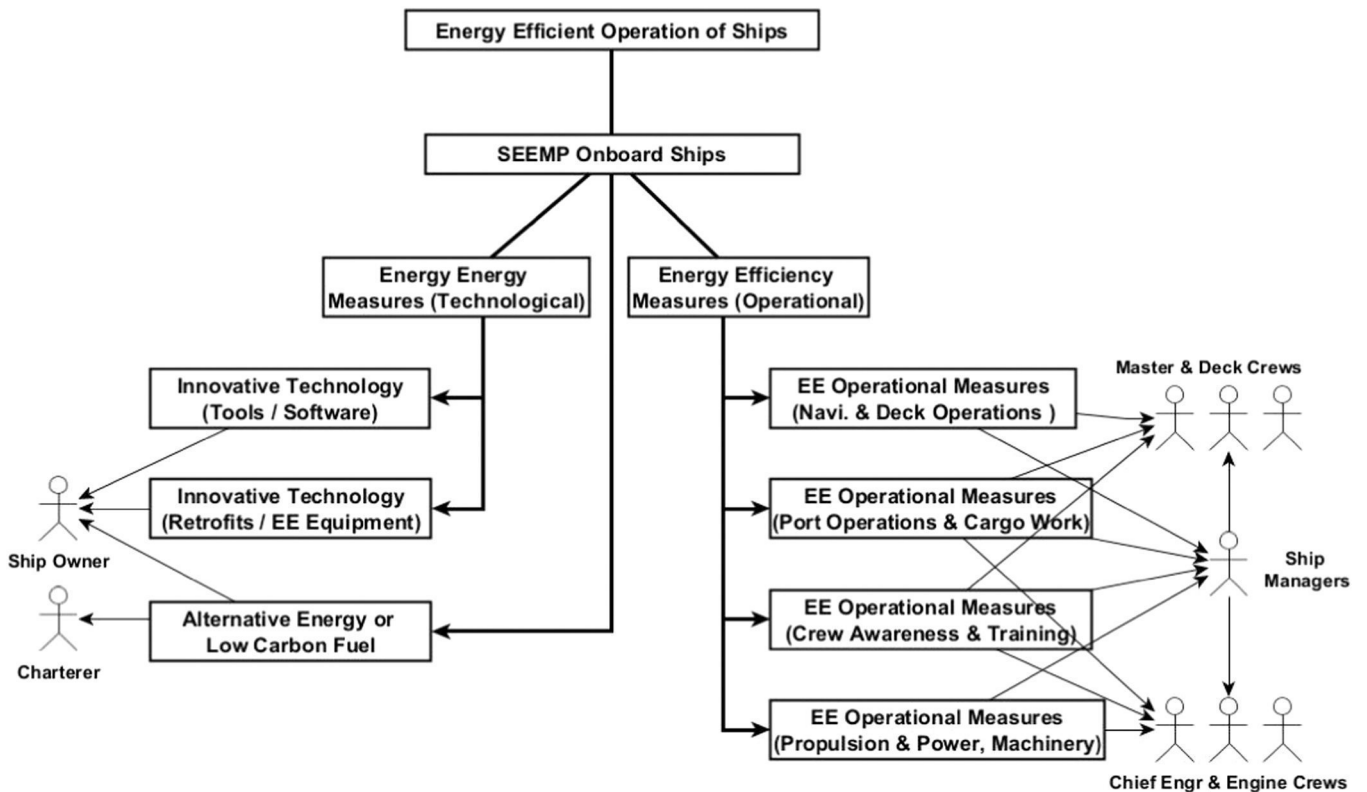 Energy Efficient Operation of Ships
SEEMP Onboard Ships
Energy Energy
Measures (Technological)
Energy Efficiency
Measures (Operational)
Innovative Technology
(Tools / Software)
Innovative Technology
(Retrofits / EE Equipment)
Ship Owner
Alternative Energy or
Low Carbon Fuel
Charterer
EE Operational Measures
(Navi. & Deck Operations )
EE Operational Measures
(Port Operations & Cargo Work)
EE Operational Measures
(Crew Awareness & Training)
EE Operational Measures
(Propulsion & Power, Machinery)
Master & Deck Crews
Ship
Managers
Chief Engr & Engine Crews